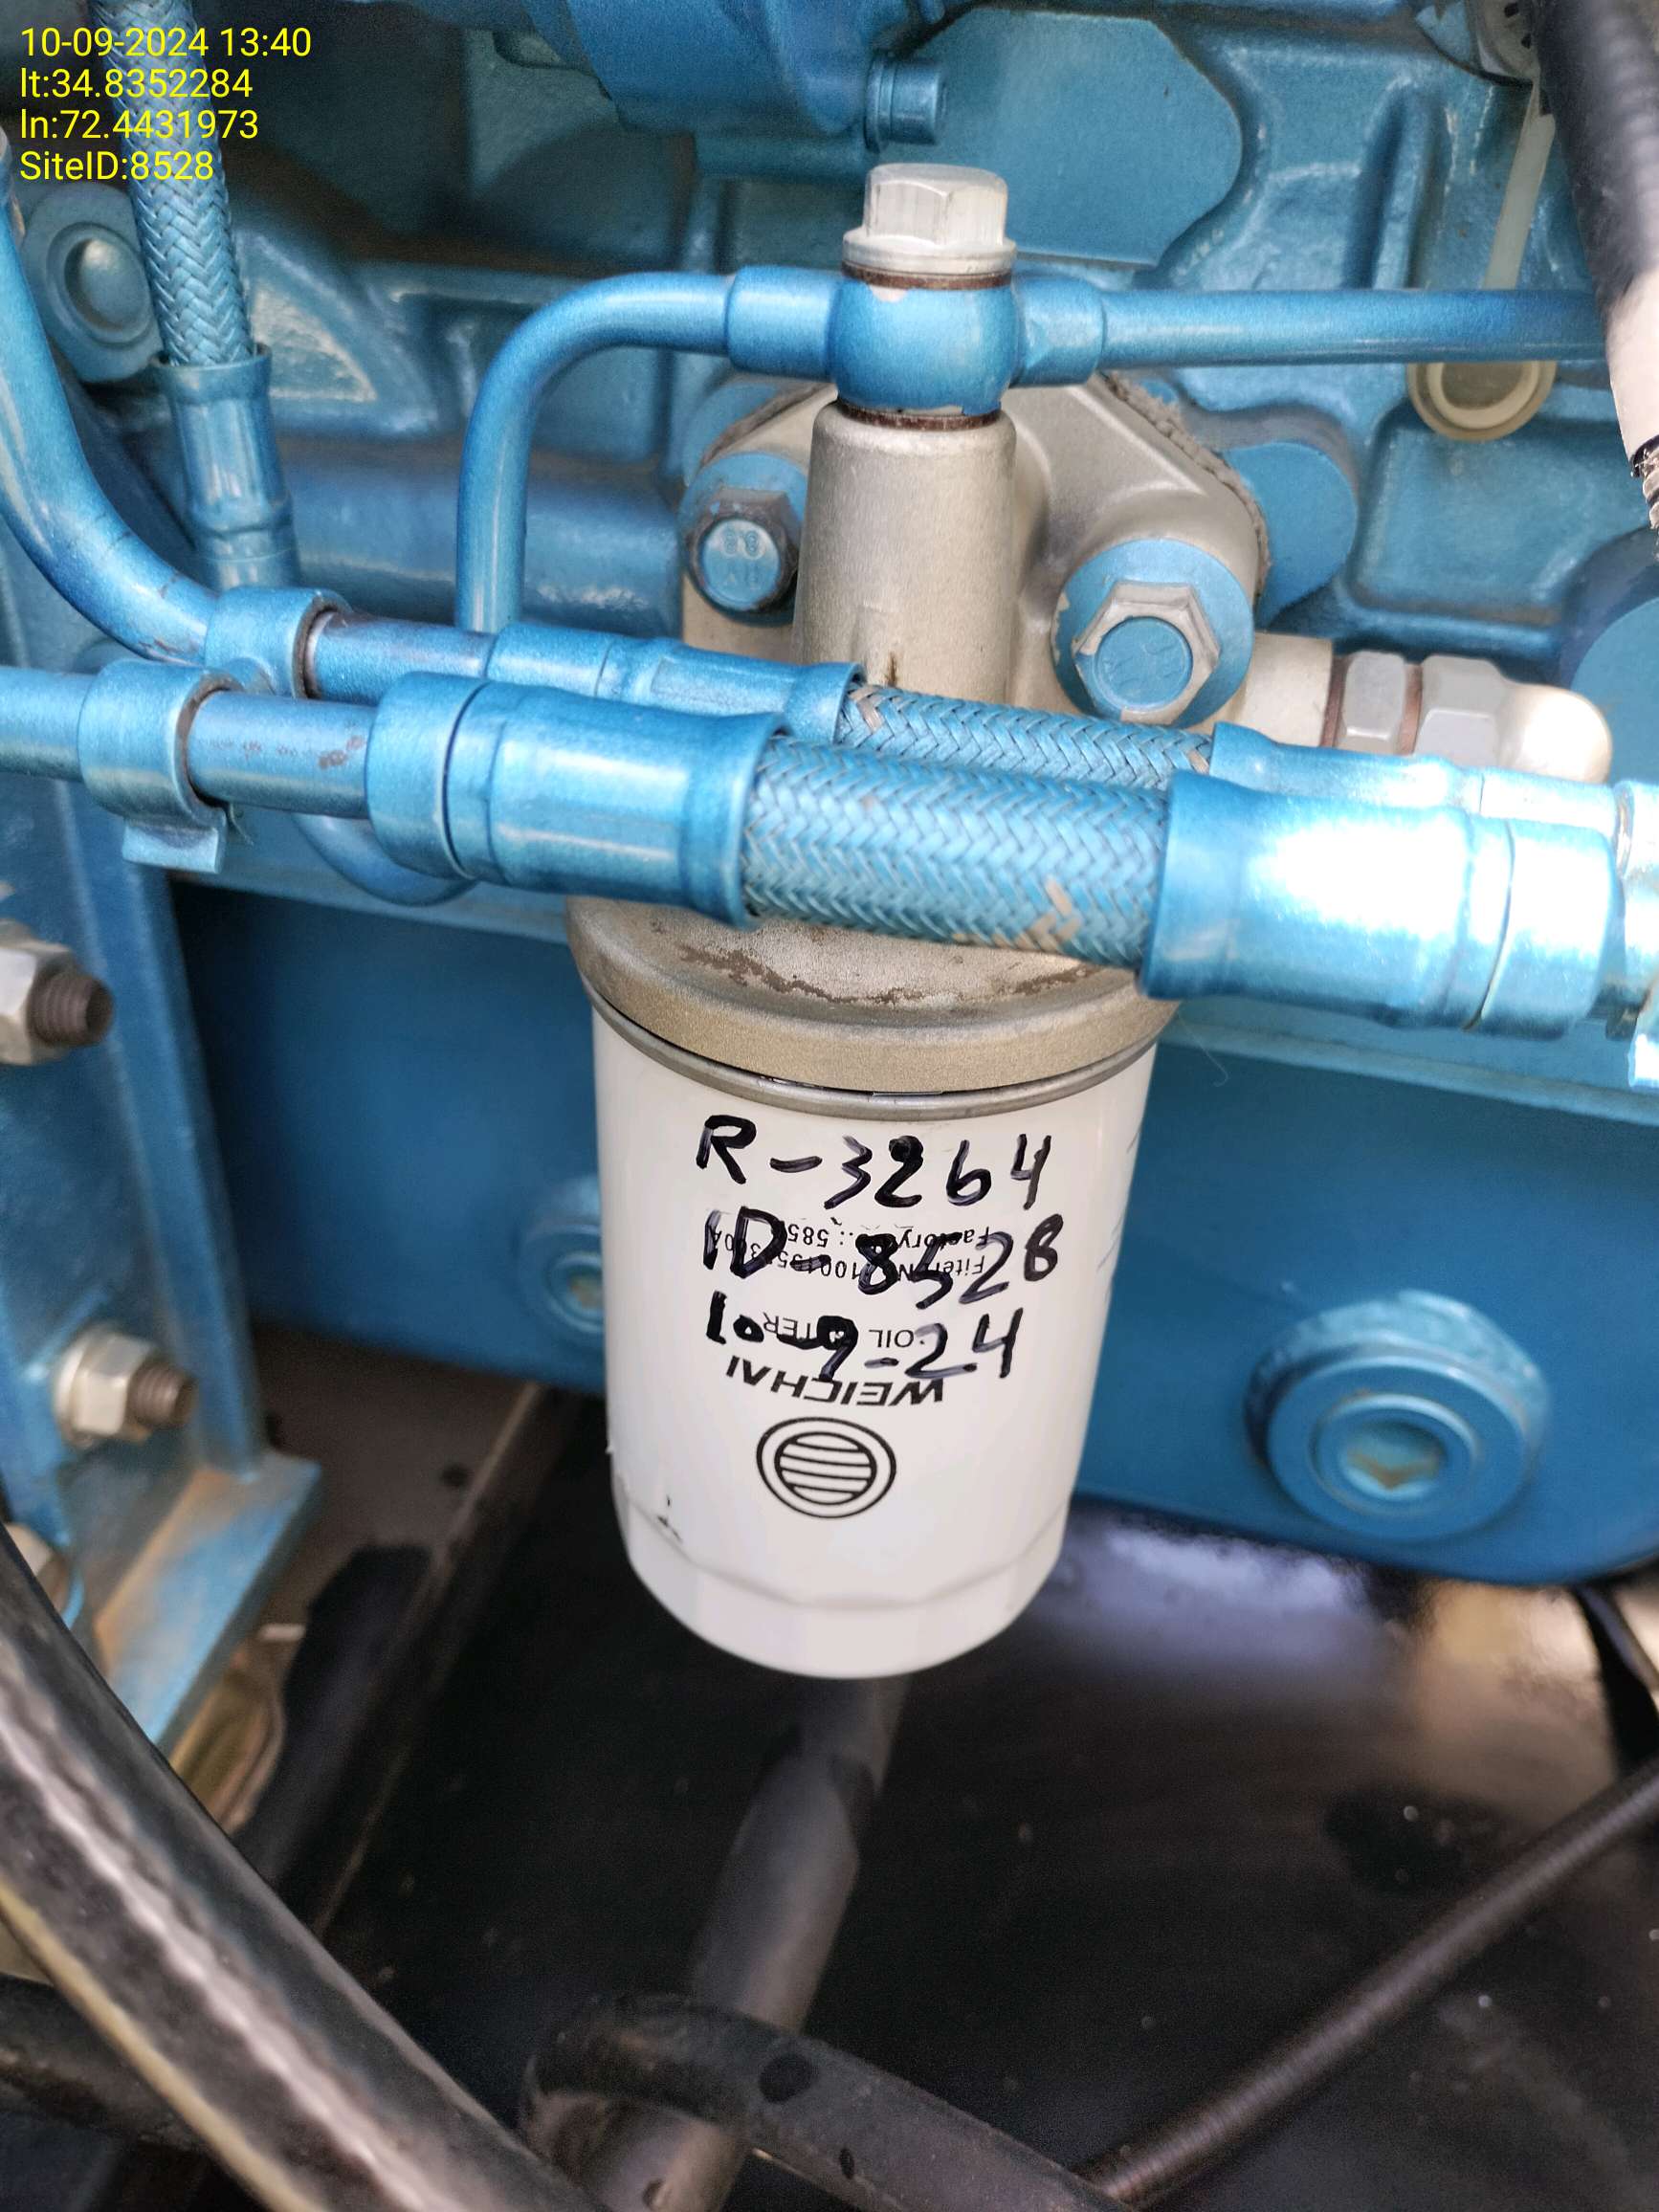 10-09-2024 13:40
lt:34.8352284
ln:72.4431973
SiteID:8528
R-3264
ID-8528
10-9-24
OIL
WEICHAI